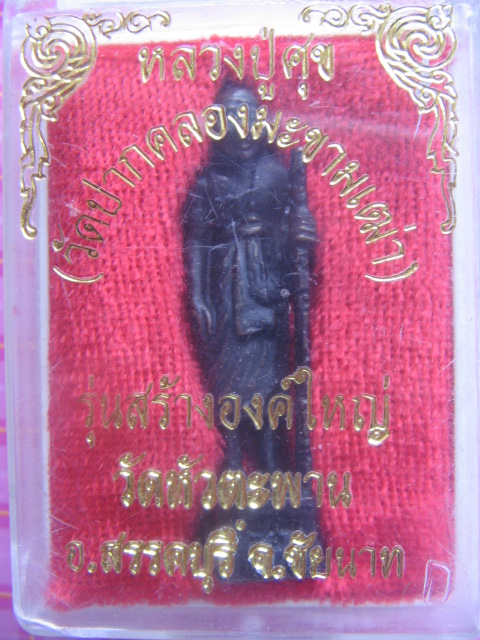 หลวงปู่ศุข
(วัดปากคลองมะขามเฒ่า)
รุ่นสร้างองค์ใหญ่
วัดหัวตะพาน
อ.สรรคบุรี จ.ชัยนาท